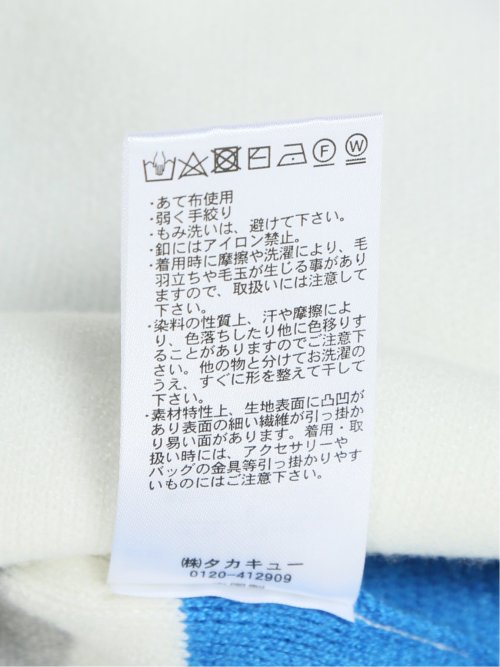 F W
・あて布使用
・弱く手絞り
・もみ洗いは、避けて下さい。
・釦にはアイロン禁止。
・着用時に摩擦や洗濯により、毛
羽立ちや毛玉が生じる事があり
ますので、取扱いには注意して
下さい。
・染料の性質上、汗や摩擦によ
り、色落ちしたり他に色移りす
ることがありますのでご注意下
さい。他の物と分けてお洗濯の
うえ、すぐに形を整えて干して
下さい。
・素材特性上、生地表面に凸凹が
あり表面の細い繊維が引っ掛か
り易い面があります。着用・取
扱い時には、アクセサリーや
バッグの金具等引っ掛かりやす
いものにはご注意下さい。
(株)タカキュー
0120-412909